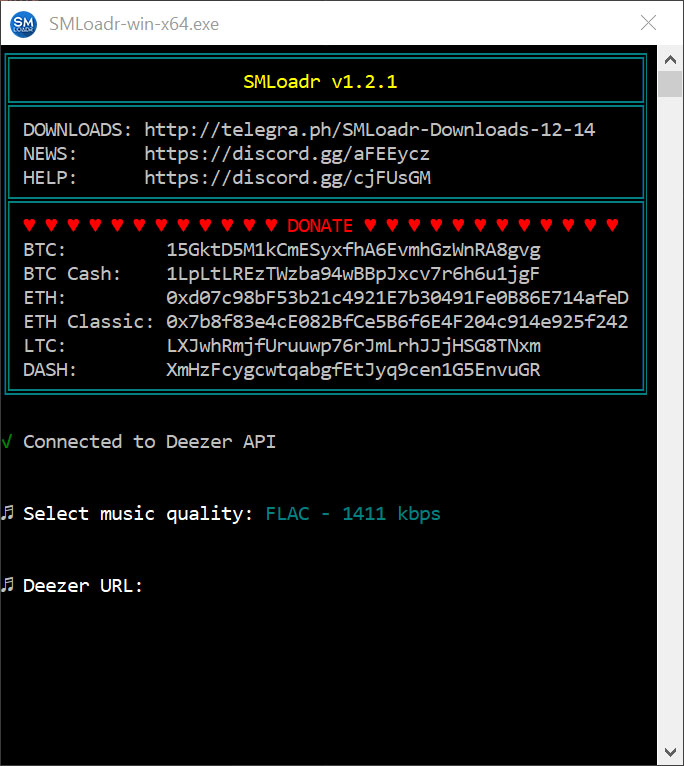 SM
LOADR
SMLoadr-win-x64.exe
SMLoadr v1.2.1
DOWNLOADS: http://telegra.ph/SMLoadr-Downloads-12-14
NEWS: https://discord.gg/aFEEycz
HELP: https://discord.gg/cjFUsGM
♥ ♥ ♥ ♥ ♥ ♥ ♥ ♥ ♥ ♥ ♥ ♥ DONATE ♥ ♥ ♥ ♥ ♥ ♥ ♥ ♥ ♥ ♥ ♥ ♥
BTC: 15GktD5M1kCmESyxfhA6EvmhGzWnRA8gvg
BTC Cash: 1LpLtLREzTWzba94wBBpJxcv7r6h6u1jgF
ETH: 0xd07c98bF53b21c4921E7b30491Fe0B86E714afeD
ETH Classic: 0x7b8f83e4cE082BfCe5B6f6E4F204c914e925f242
LTC: LXJwhRmjfUruuwp76rJmLrhJJjHSG8TNxm
DASH: XmHzFcygcwtqabgfEtJyq9cen1G5EnvuGR
√ Connected to Deezer API
♬ Select music quality: FLAC - 1411 kbps
♬ Deezer URL: